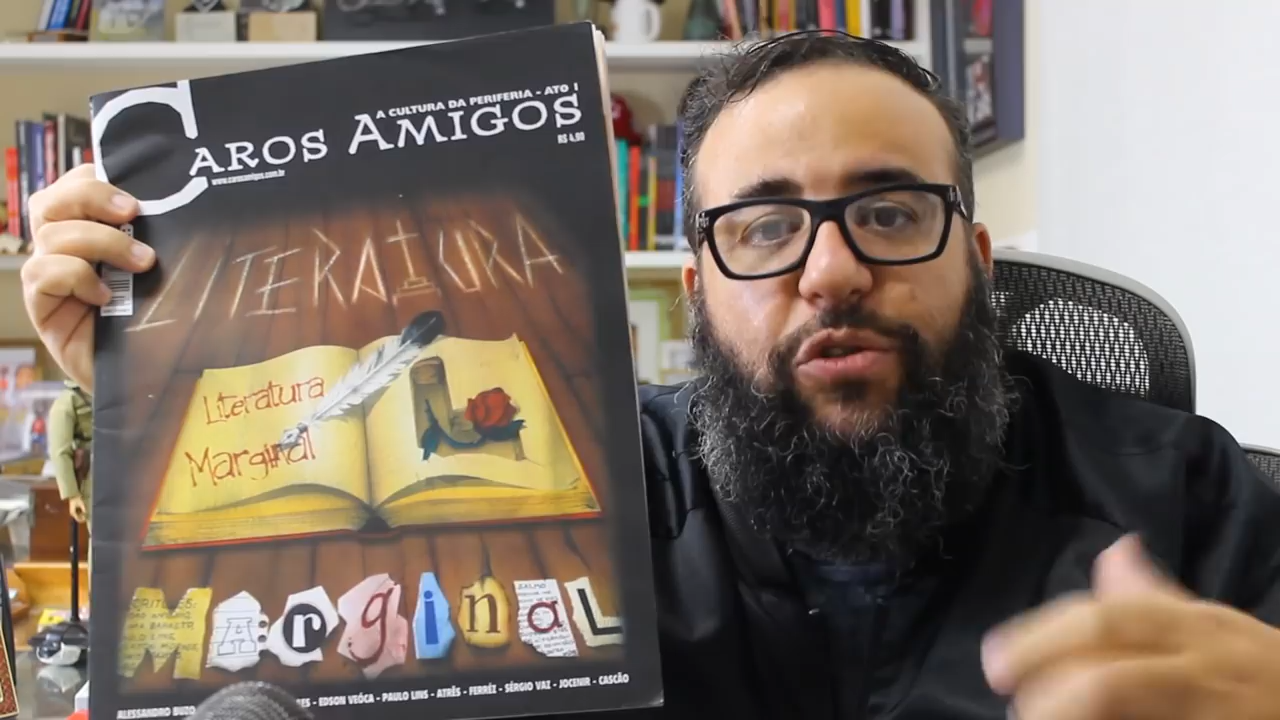 A CULTURA DA PERIFERIA - ATO I
CAROS AMIGOS
R$ 4,90
www.carosamigos.com.br
LITERATURA
Literatura
Marginal
MARginaL
ALESSANDRO BUZO
- EDSON VEÓCA - PAULO LINS - ATRÊS - FERRÉZ - SÉRGIO VAZ - JOCENIR - CASCÃO